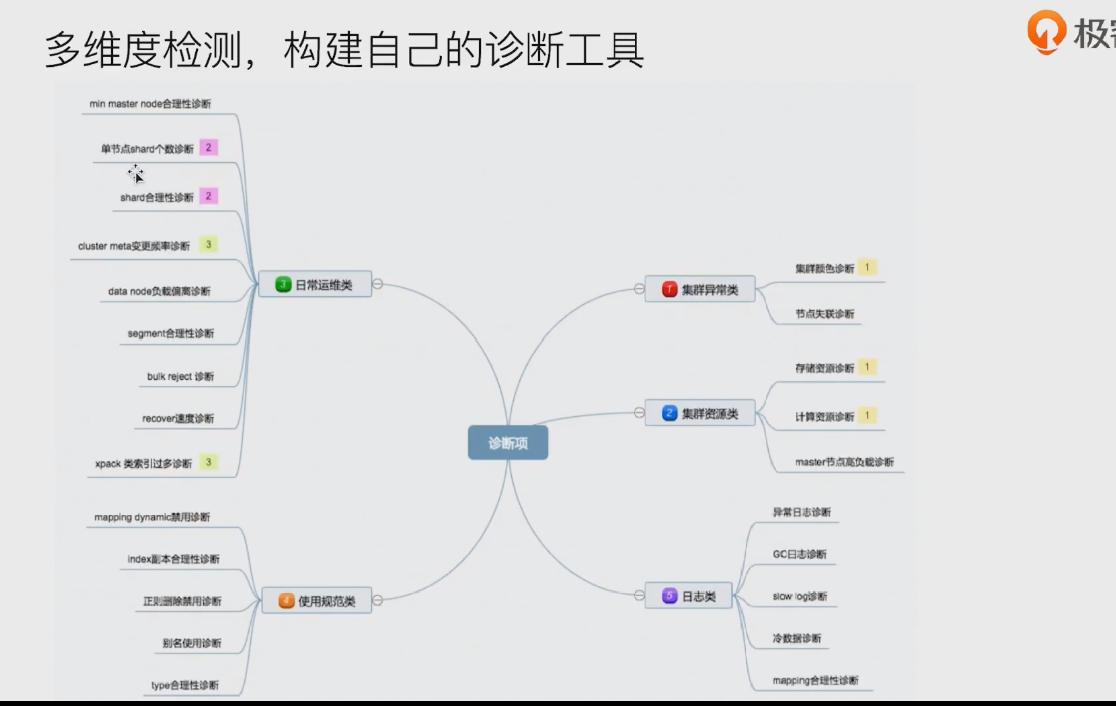 多维度检测，构建自己的诊断工具
极客
min master node合理性诊断
单节点shard个数诊断 2
shard合理性诊断 2
cluster meta变更频率诊断 3
data node负载偏离诊断
segment合理性诊断
bulk reject 诊断
recover速度诊断
xpack 类索引过多诊断 3
3 日常运维类
mapping dynamic禁用诊断
index副本合理性诊断
正则删除禁用诊断
别名使用诊断
type合理性诊断
4 使用规范类
诊断项
1 集群异常类
集群颜色诊断 1
节点失联诊断
2 集群资源类
存储资源诊断 1
计算资源诊断 1
master节点高负载诊断
5 日志类
异常日志诊断
GC日志诊断
slow log诊断
冷数据诊断
mapping合理性诊断